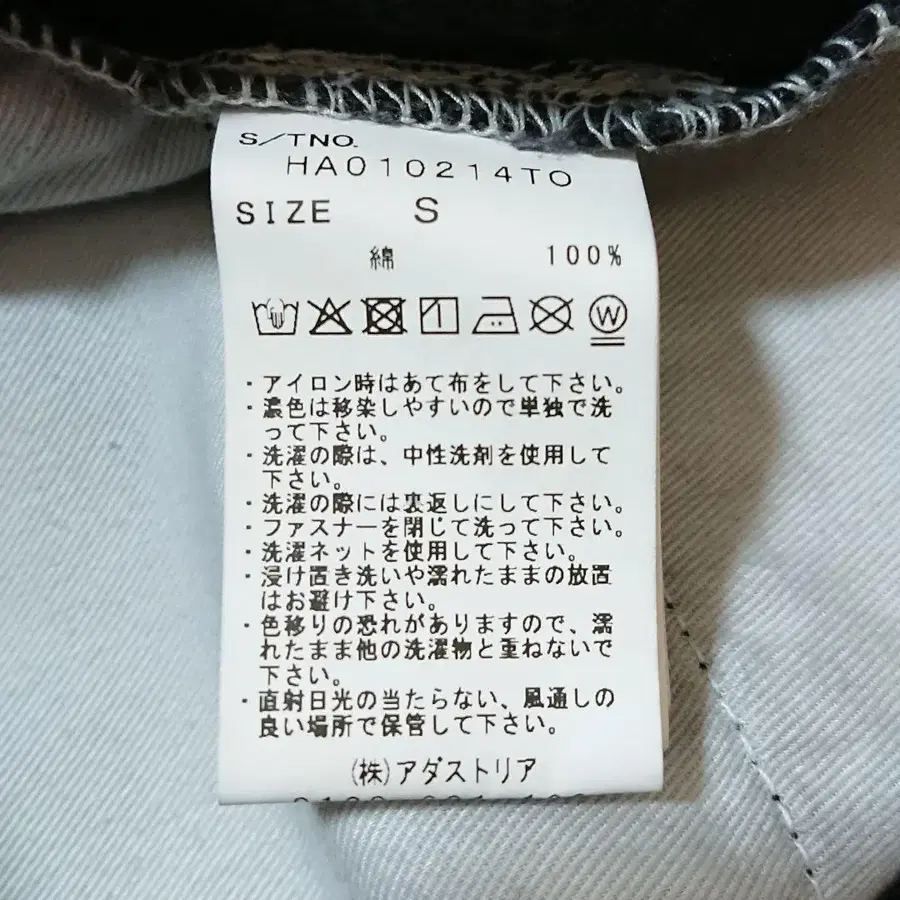 S/TNO.
HA010214TO
SIZE S
綿 100%
W
・アイロン時はあて布をして下さい。
・濃色は移染しやすいので単独で洗
って下さい。
・洗濯の際は、中性洗剤を使用して
下さい。
・洗濯の際には裏返しにして下さい。
・ファスナーを閉じて洗って下さい。
・洗濯ネットを使用して下さい。
・浸け置き洗いや濡れたままの放置
はお避け下さい。
・色移りの恐れがありますので、濡
れたまま他の洗濯物と重ねないで
下さい。
・直射日光の当たらない、風通しの
良い場所で保管して下さい。
(株)アダストリア